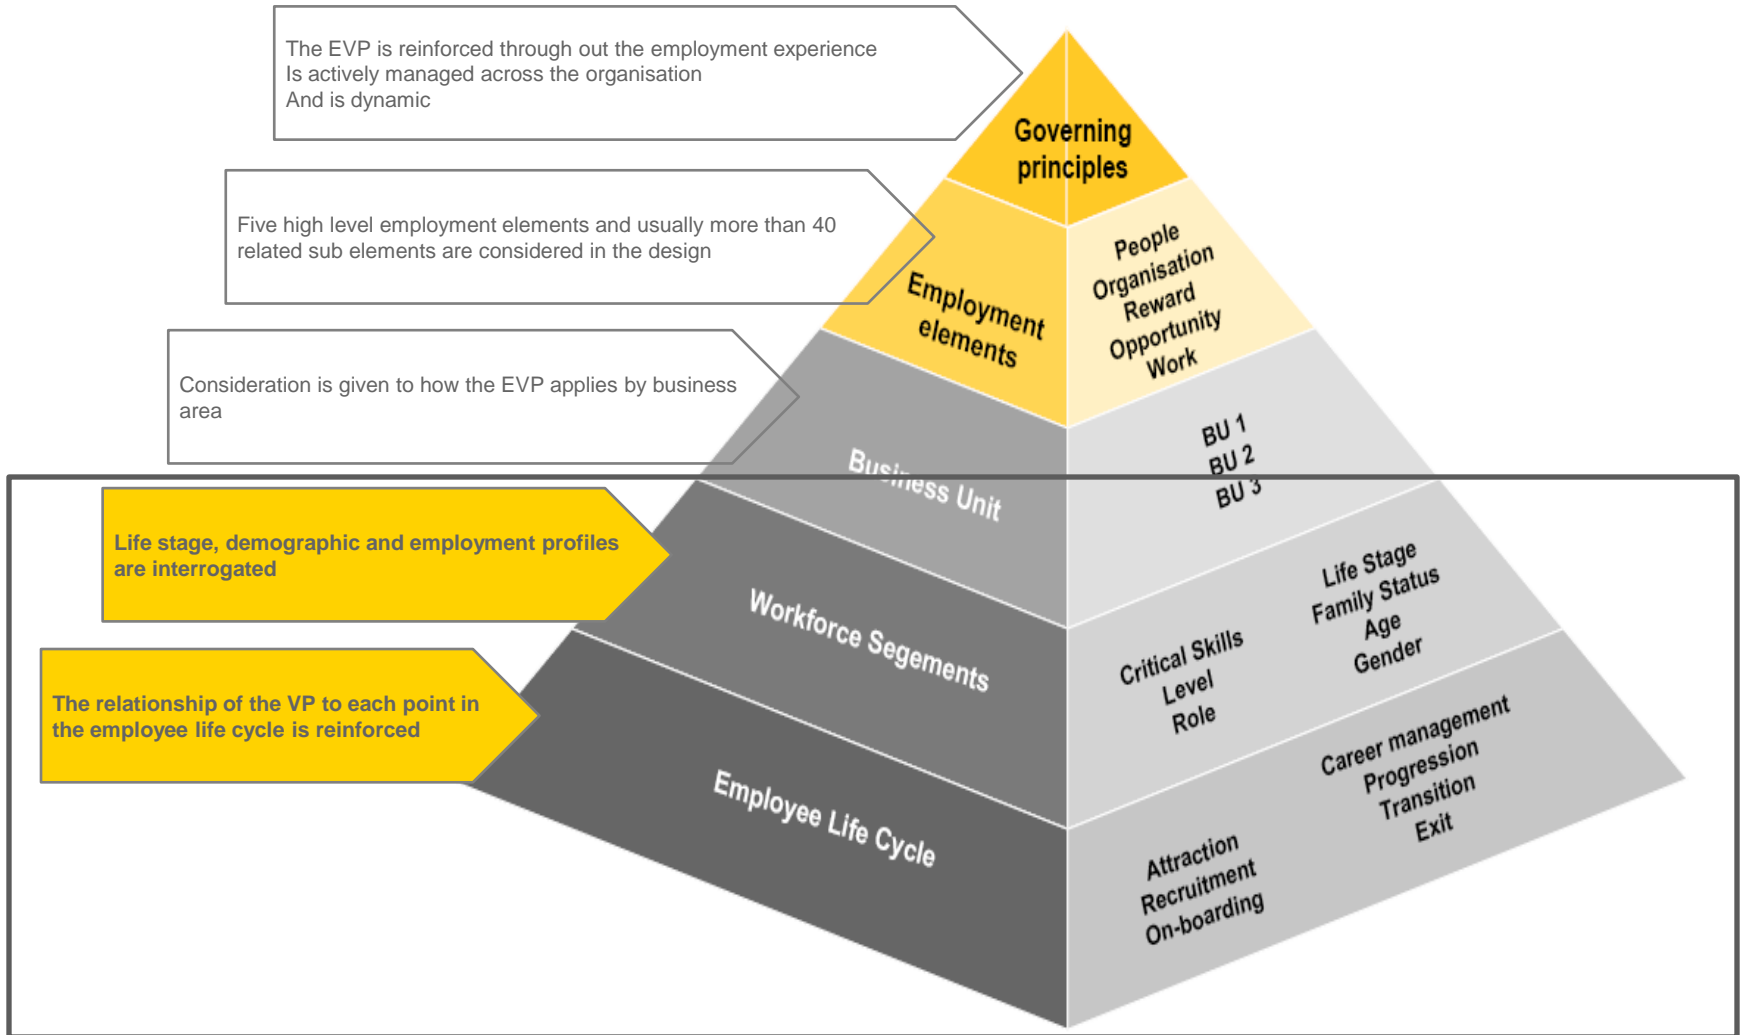 The EVP is reinforced through out the employment experience
Is actively managed across the organisation
And is dynamic
Governing
principles
Five high level employment elements and usually more than 40
related sub elements are considered in the design
Employment
elements
People
Organisation
Reward
Opportunity
Work
Consideration is given to how the EVP applies by business
area
Business Unit
BU 1
BU 2
BU 3
Life stage, demographic and employment profiles
are interrogated
Workforce Segements
Critical Skills
Level
Role
Life Stage
Family Status
Age
Gender
The relationship of the VP to each point in
the employee life cycle is reinforced
Employee Life Cycle
Attraction
Recruitment
On-boarding
Career management
Progression
Transition
Exit